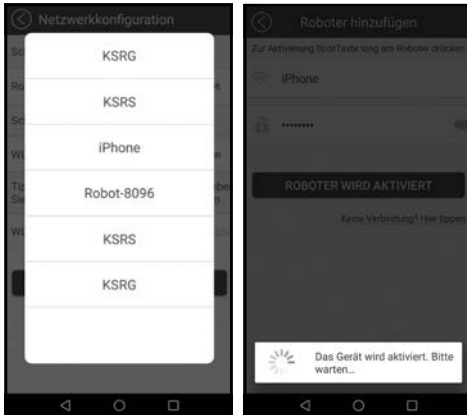 Netzwerkkonfiguration
KSRG
KSRS
iPhone
Robot-8096
KSRS
KSRG
Roboter hinzufügen
Zur Aktivierung SpotTaste lang am Roboter drücken.
iPhone
••••••••
ROBOTER WIRD AKTIVIERT
Keine Verbindung? Hier tippen
Das Gerät wird aktiviert. Bitte
warten...